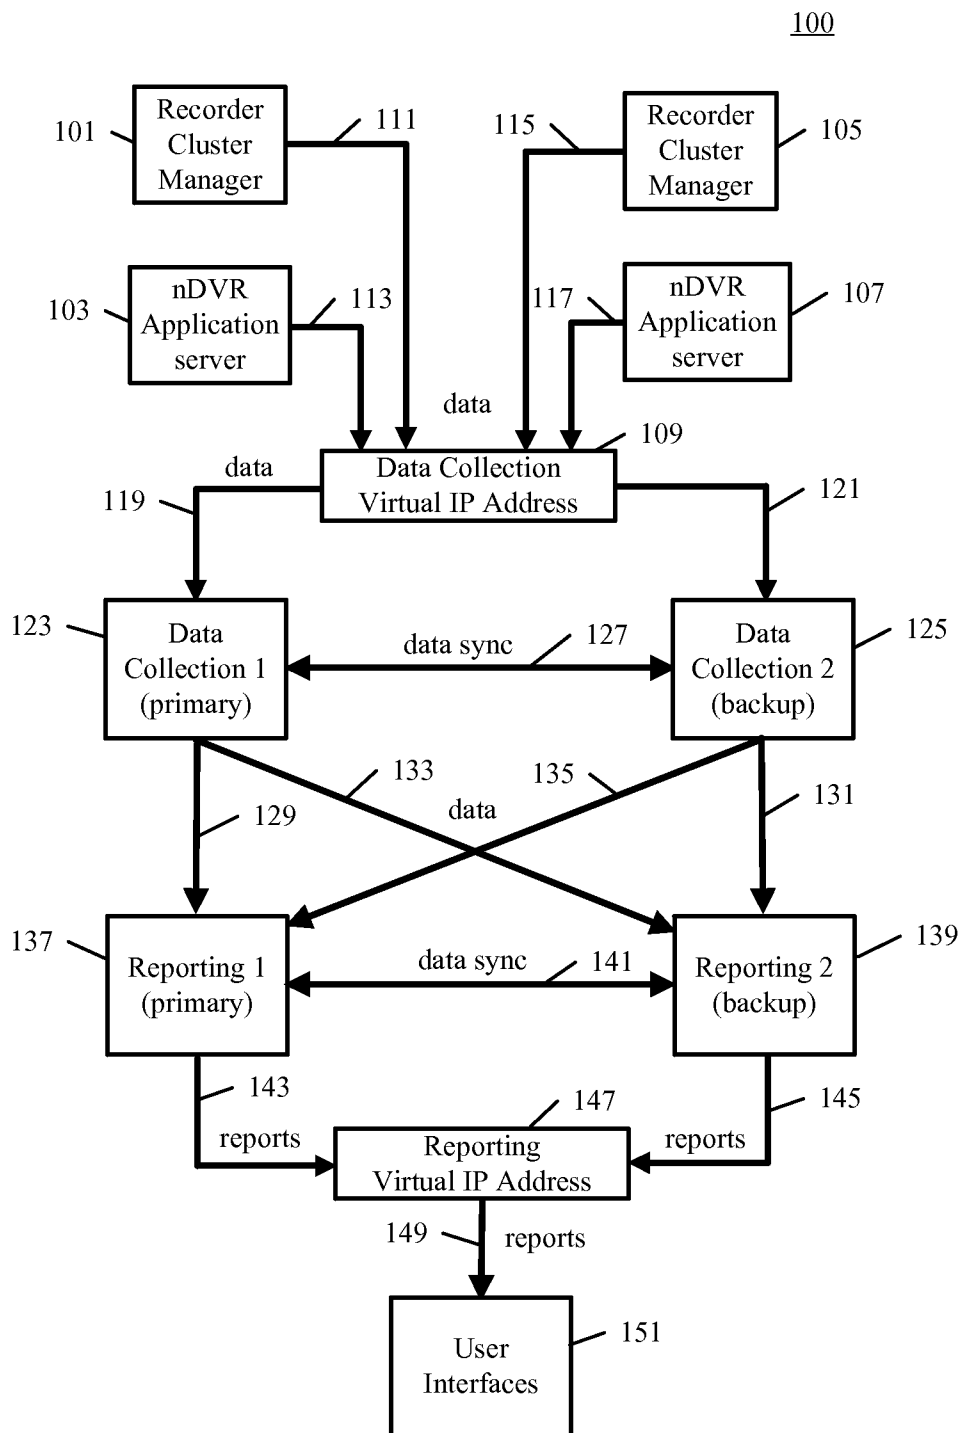 100
Recorder
Cluster
Manager
101
111
115
Recorder
Cluster
Manager
105
nDVR
Application
server
103
113
117
nDVR
Application
server
107
data
109
data
Data Collection
Virtual IP Address
119
121
123
Data
Collection 1
(primary)
data sync
127
Data
Collection 2
(backup)
125
133
135
data
129
131
137
Reporting 1
(primary)
data sync
141
Reporting 2
(backup)
139
143
147
145
reports
Reporting
Virtual IP Address
reports
149
reports
User
Interfaces
151